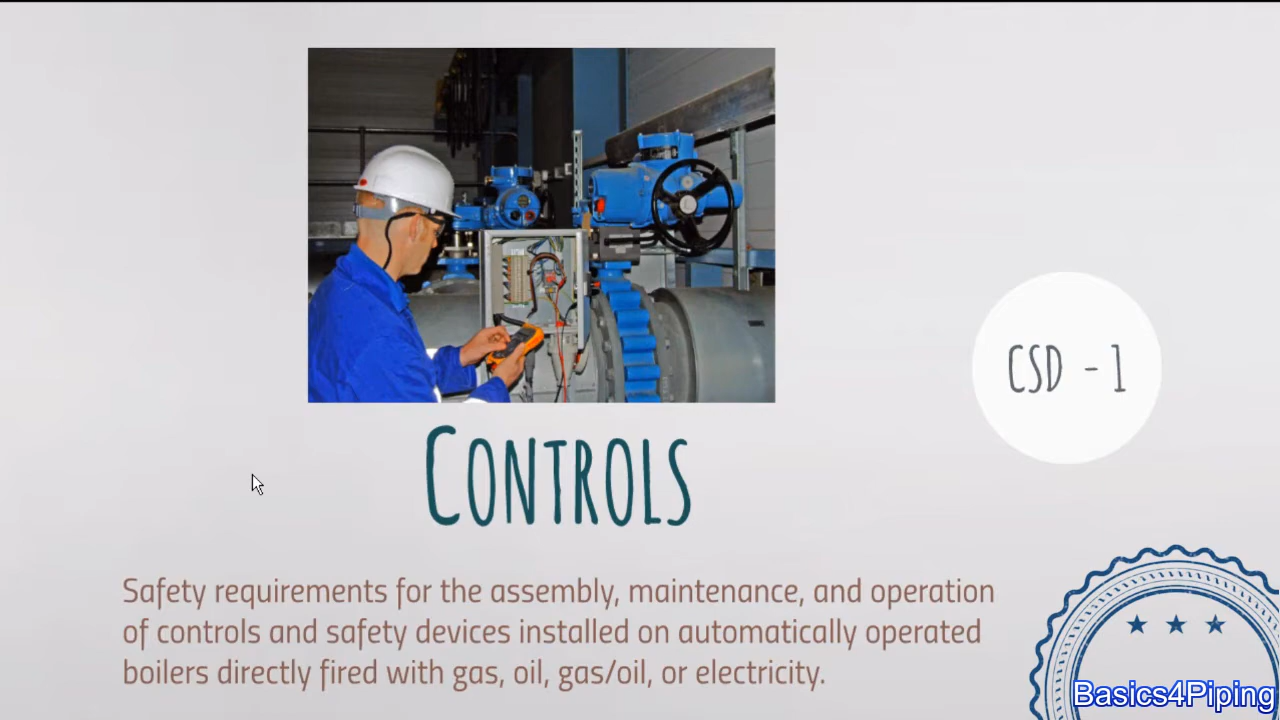 CSD - 1
CONTROLS
Safety requirements for the assembly, maintenance, and operation
of controls and safety devices installed on automatically operated
boilers directly fired with gas, oil, gas/oil, or electricity.
Basics4Piping